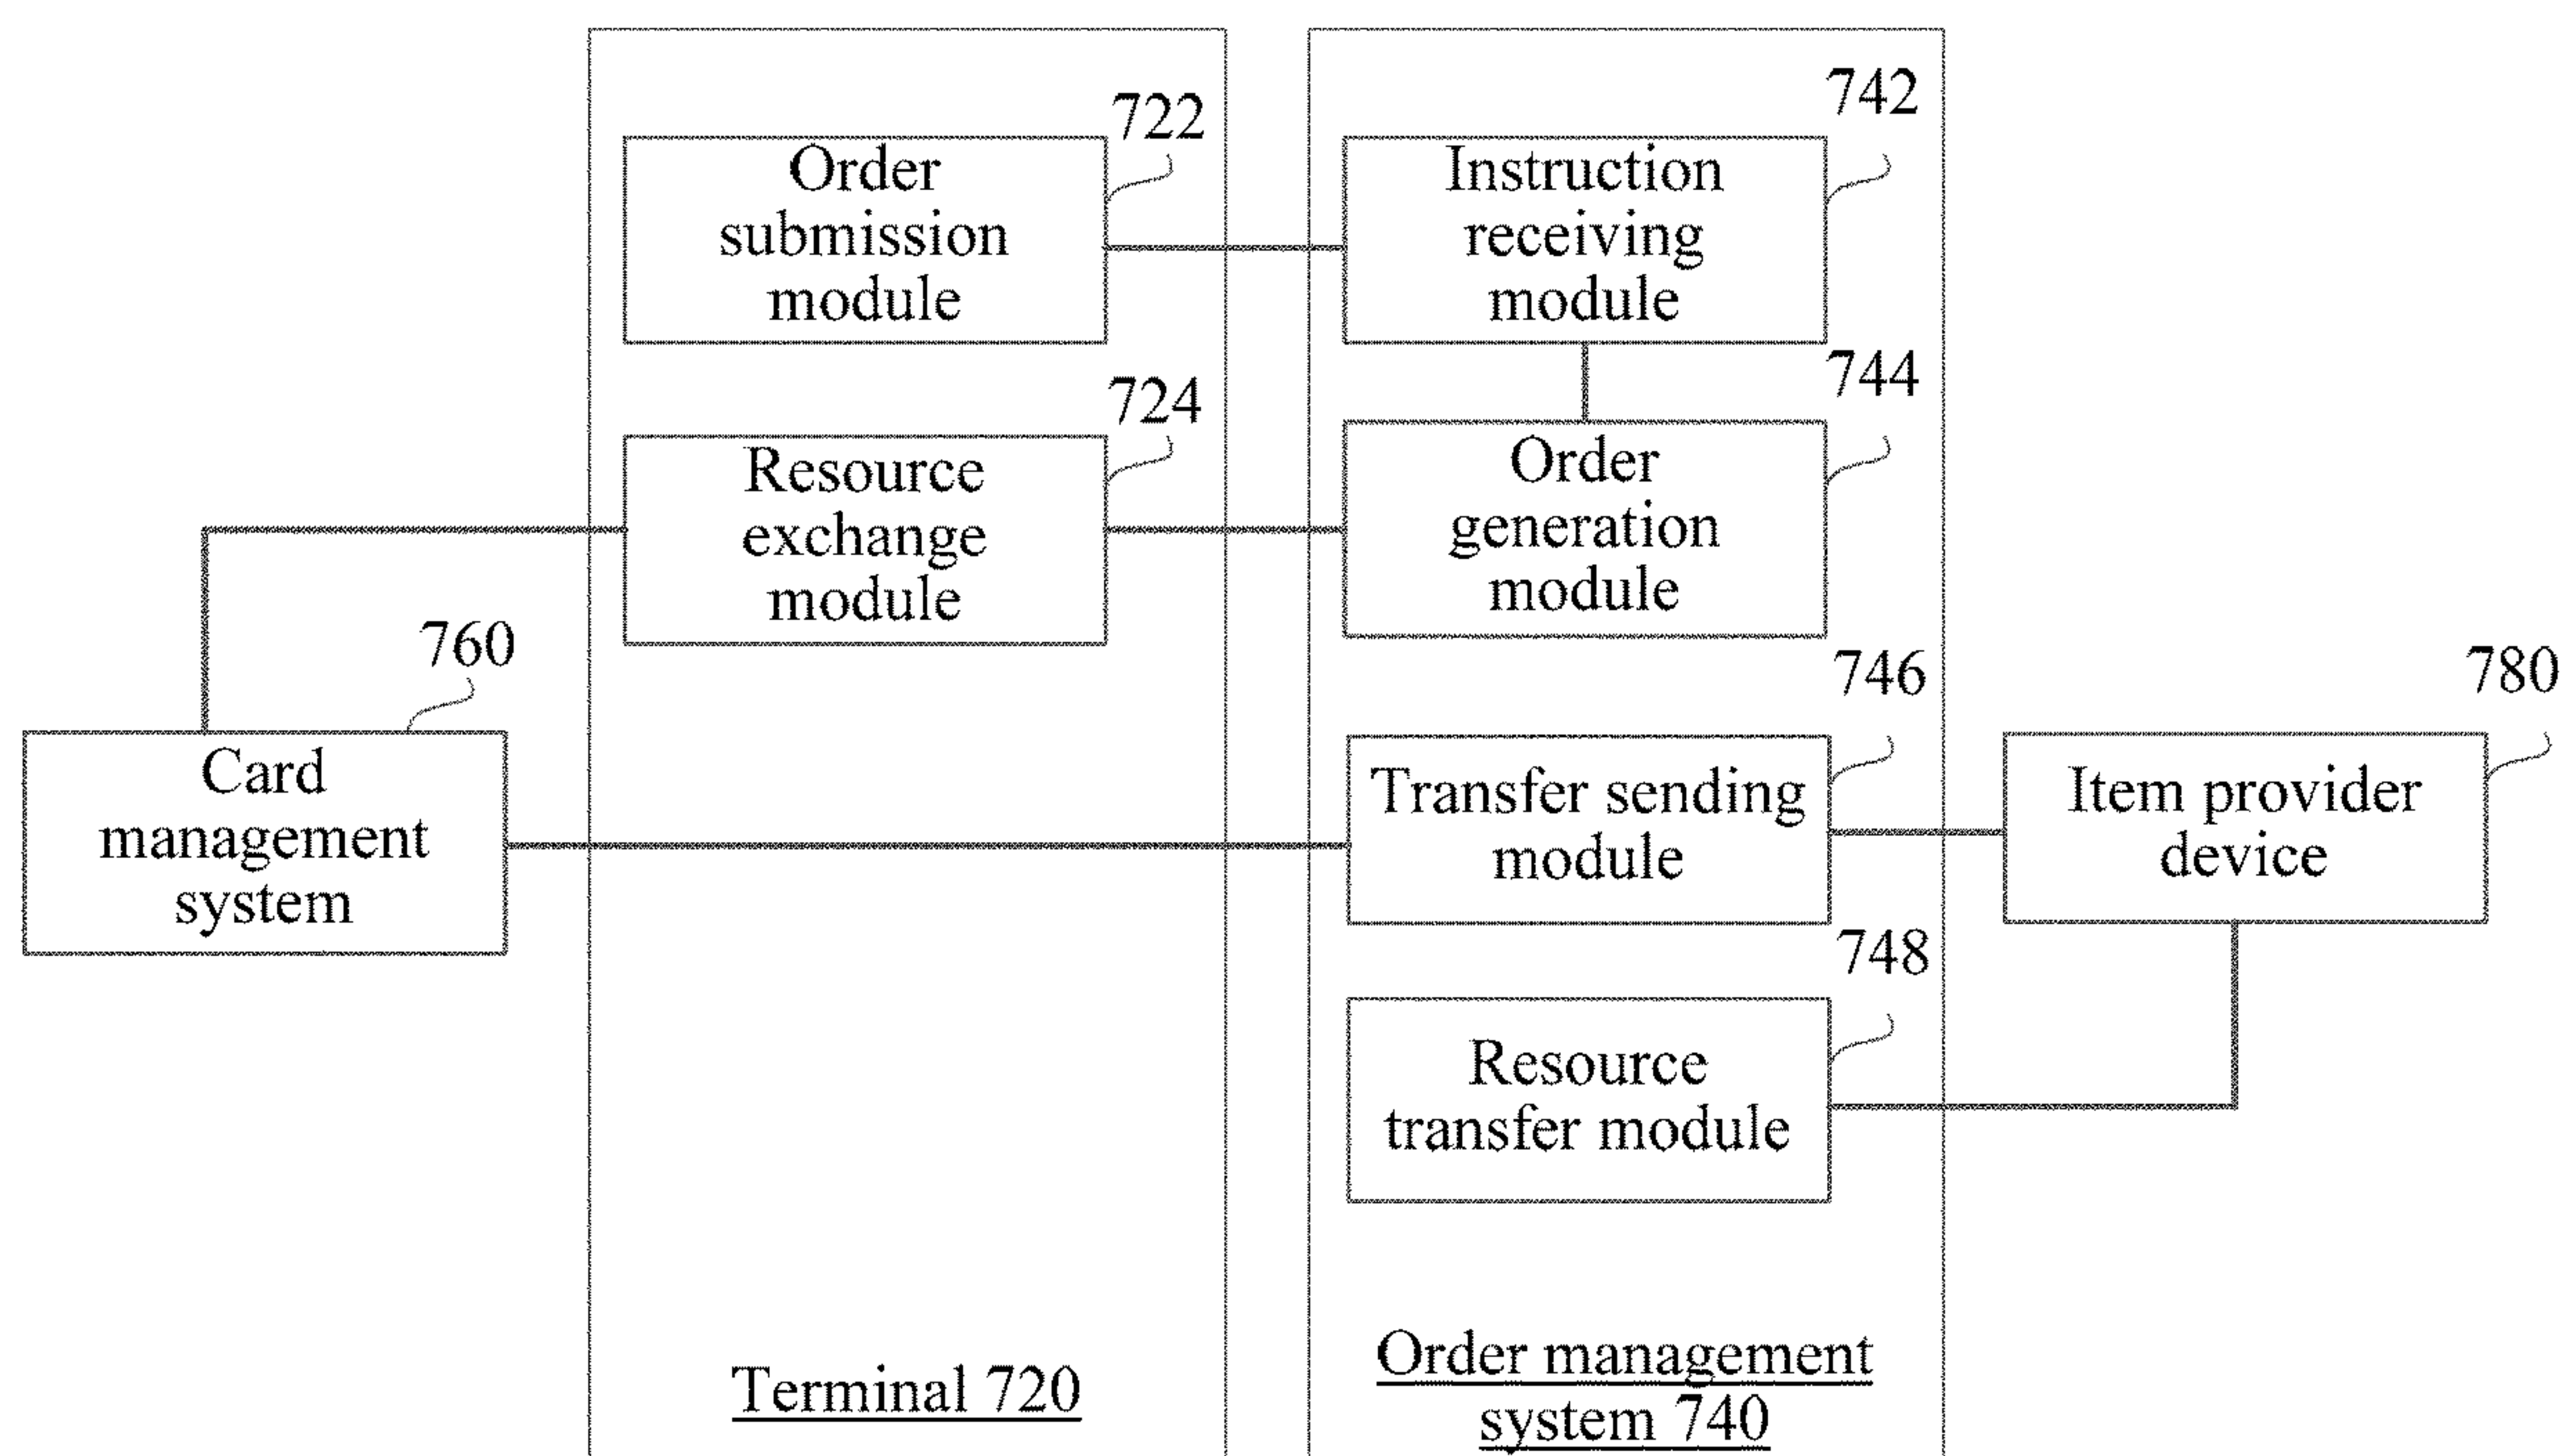 722
Order
submission
module
742
Instruction
receiving
module
724
Resource
exchange
module
744
Order
generation
module
760
Card
management
system
746
Transfer sending
module
780
Item provider
device
748
Resource
transfer module
Terminal 720
Order management
system 740